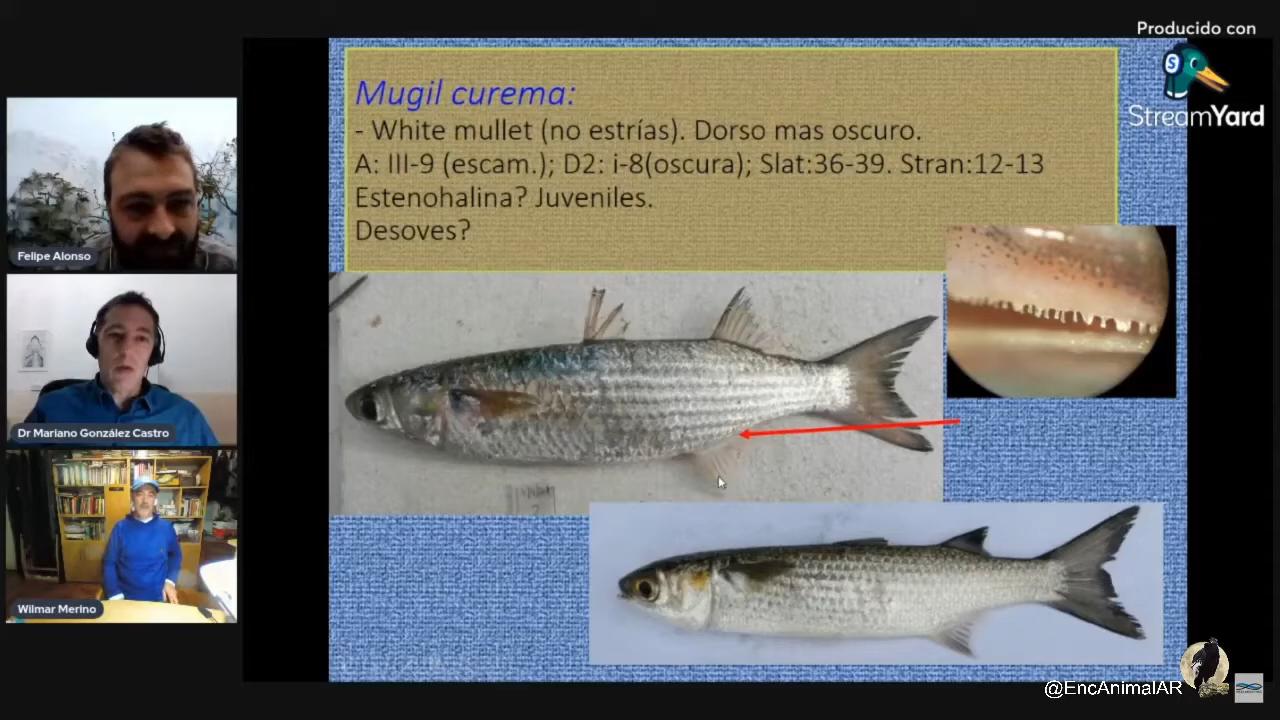 Producido con
StreamYard
Mugil curema:
- White mullet (no estrías). Dorso mas oscuro.
A: III-9 (escam.); D2: i-8(oscura); Slat:36-39. Stran:12-13
Estenohalina? Juveniles.
Desoves?
Felipe Alonso
Dr Mariano González Castro
Wilmar Merino
@EncAnimalAR